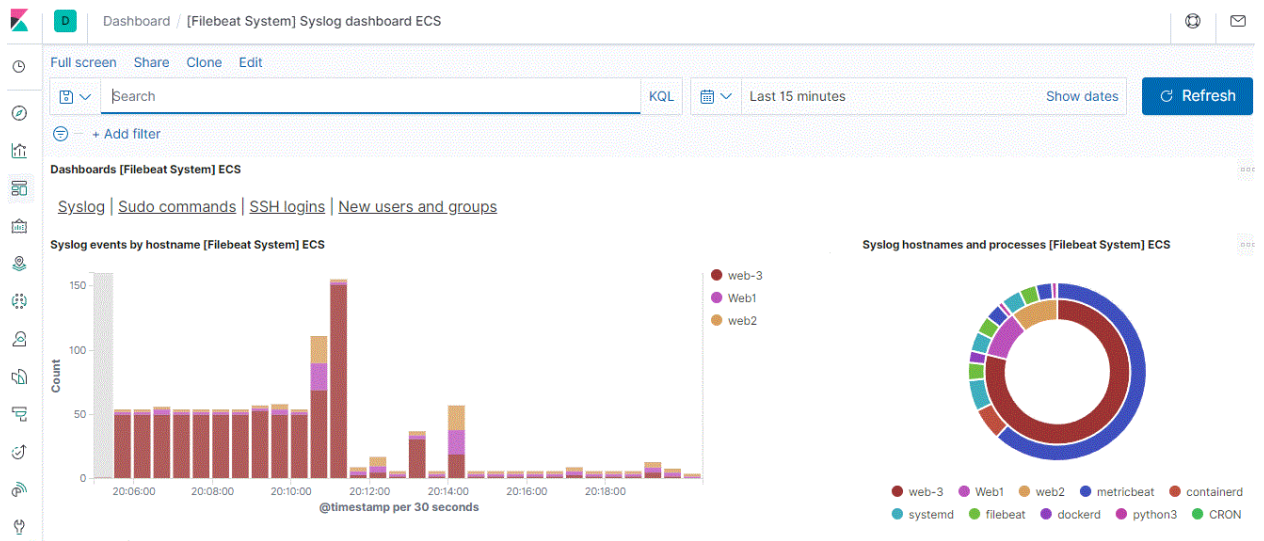 D Dashboard / [Filebeat System] Syslog dashboard ECS
Full screen Share Clone Edit
Search KQL Last 15 minutes Show dates Refresh
+ Add filter
Dashboards [Filebeat System] ECS
Syslog | Sudo commands | SSH logins | New users and groups
Syslog events by hostname [Filebeat System] ECS
150
100
50
0
Count
20:06:00 20:08:00 20:10:00 20:12:00 20:14:00 20:16:00 20:18:00
@timestamp per 30 seconds
web-3
Web1
web2
Syslog hostnames and processes [Filebeat System] ECS
web-3 Web1 web2 metricbeat containerd
systemd filebeat dockerd python3 CRON